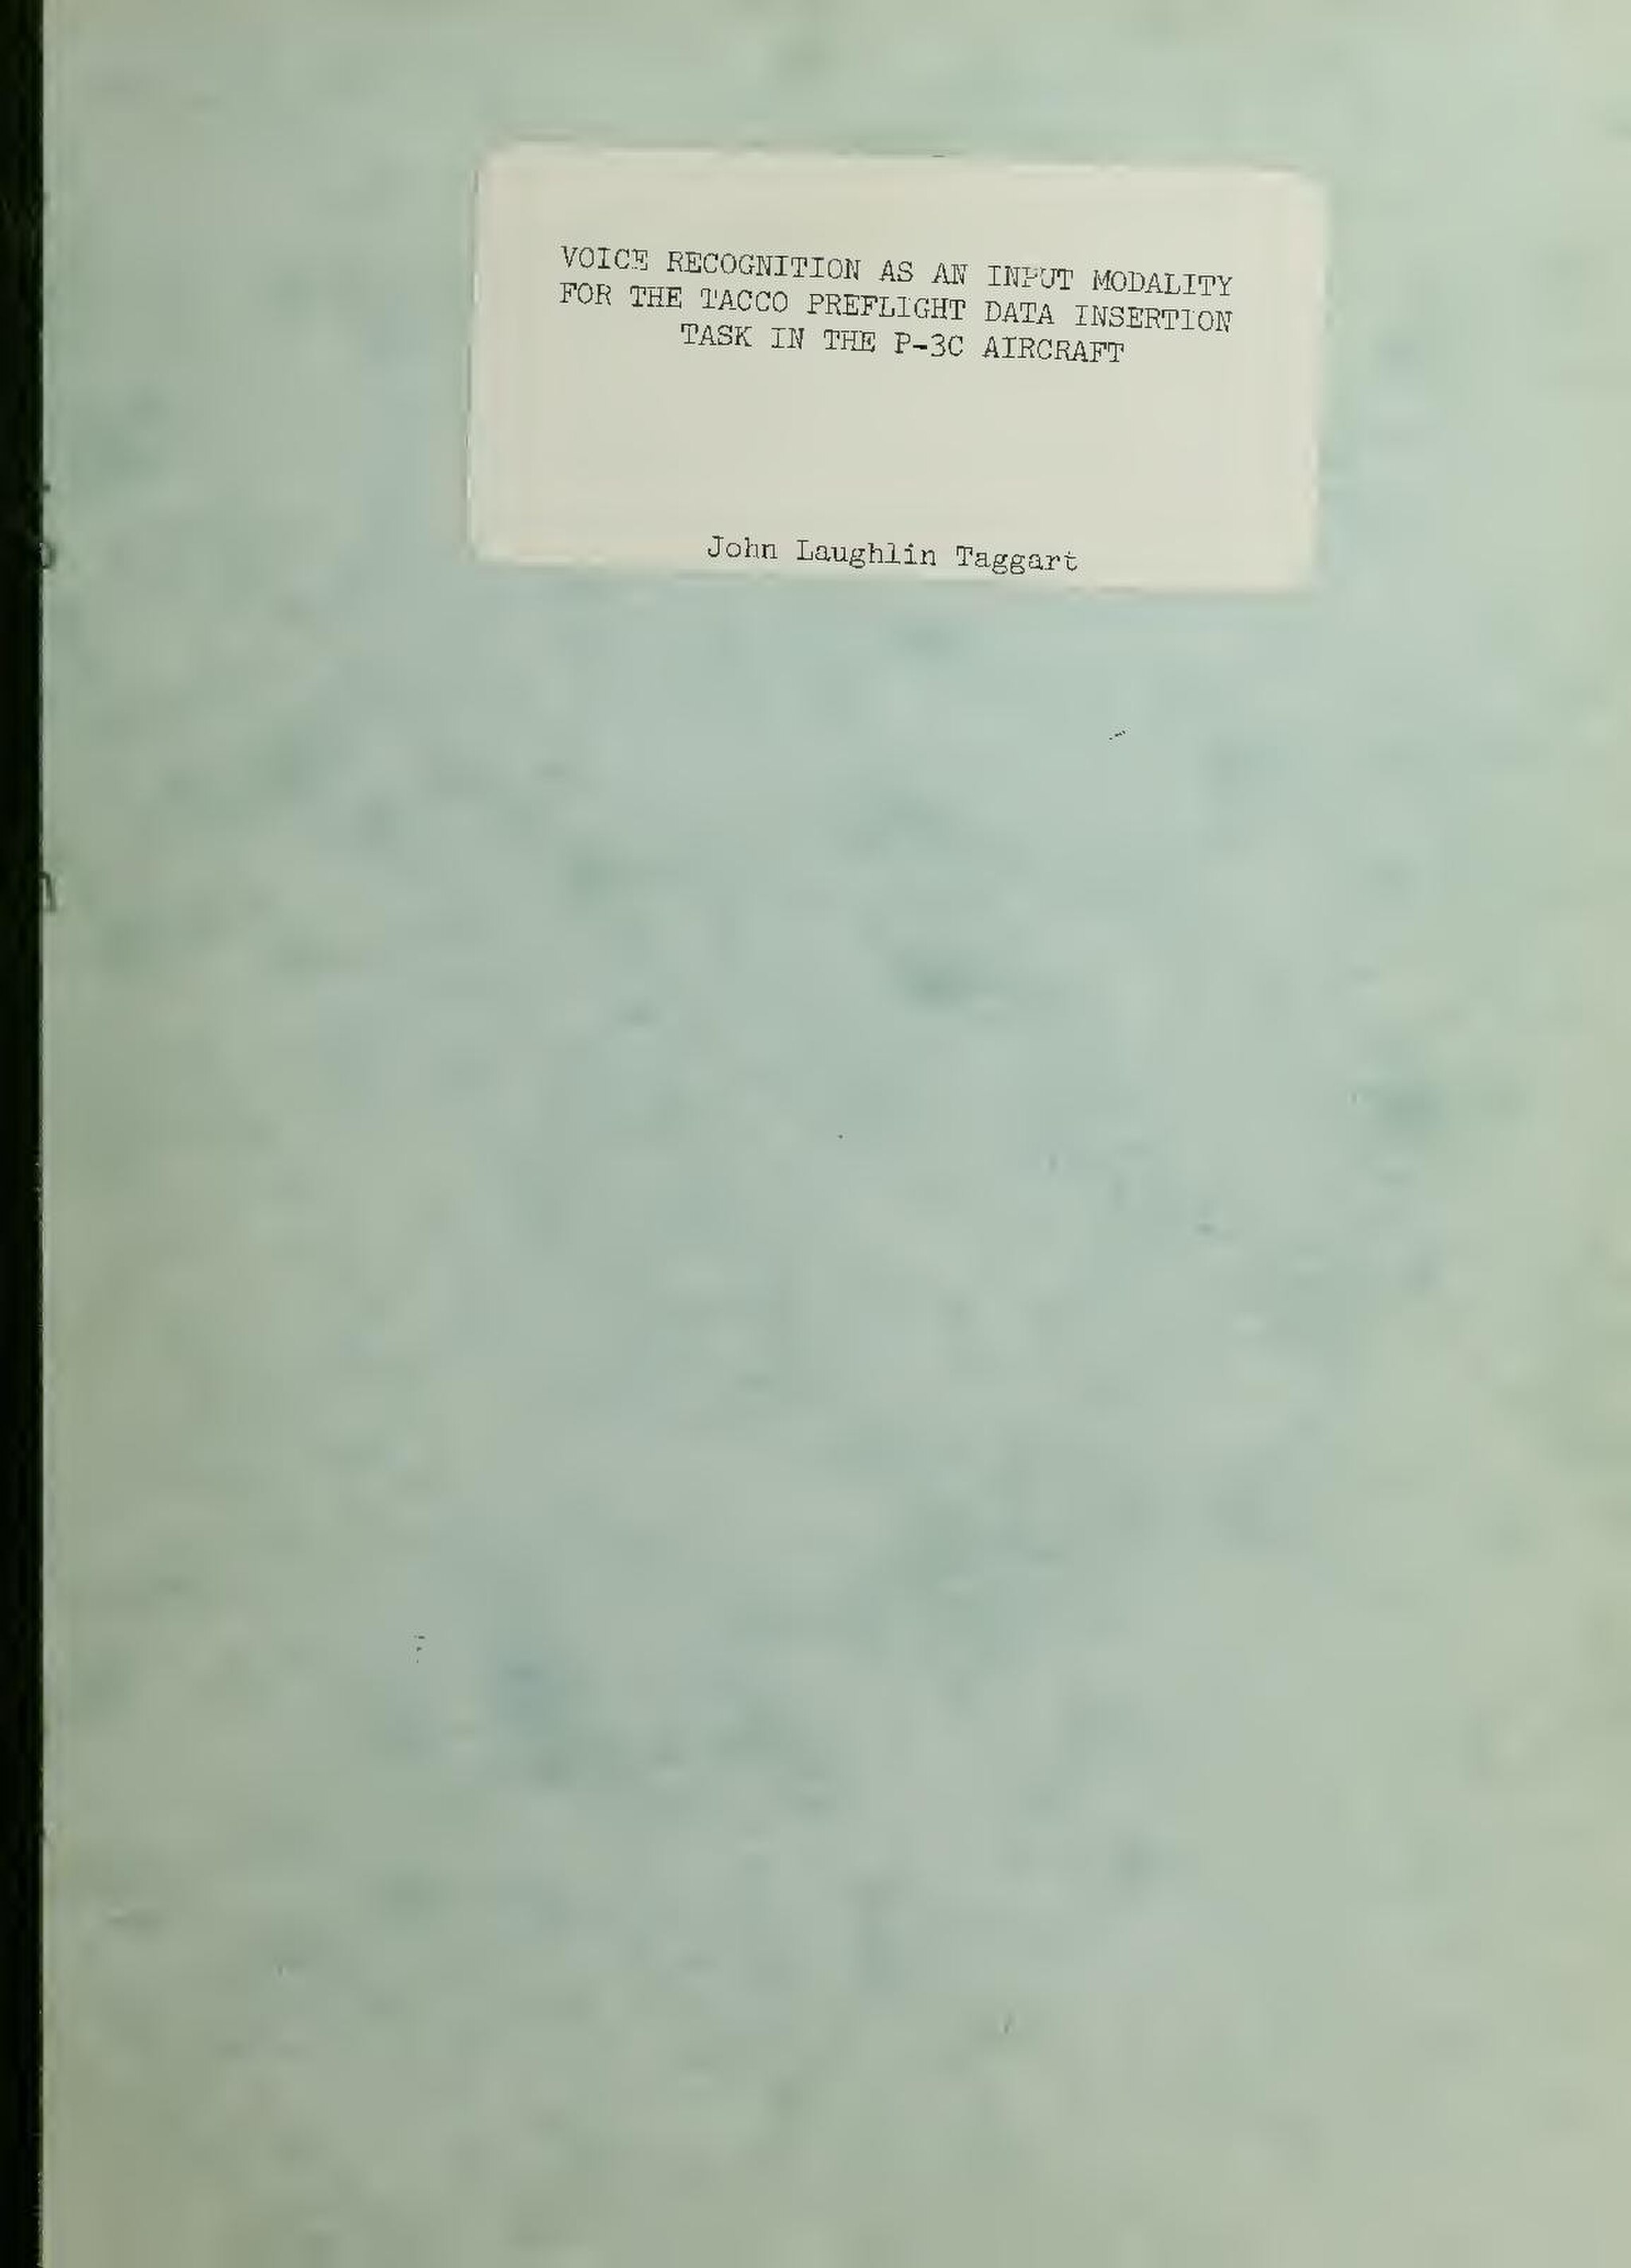 VOICE RECOGNITION AS AN INPUT MODALITY
FOR THE TACCO PREFLIGHT DATA INSERTION
TASK IN THE P-3C AIRCRAFT
John Laughlin Taggart